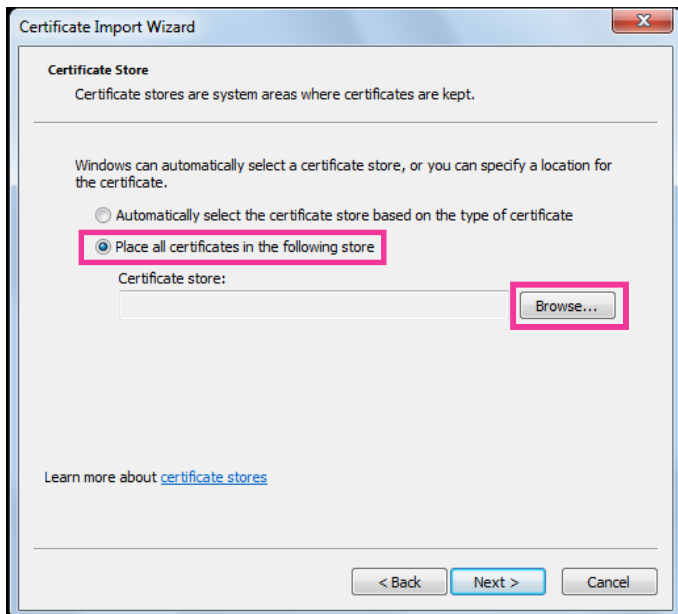 Certificate Import Wizard
Certificate Store
Certificate stores are system areas where certificates are kept.
Windows can automatically select a certificate store, or you can specify a location for
the certificate.
Automatically select the certificate store based on the type of certificate
Place all certificates in the following store
Certificate store:
Browse...
Learn more about certificate stores
< Back Next > Cancel